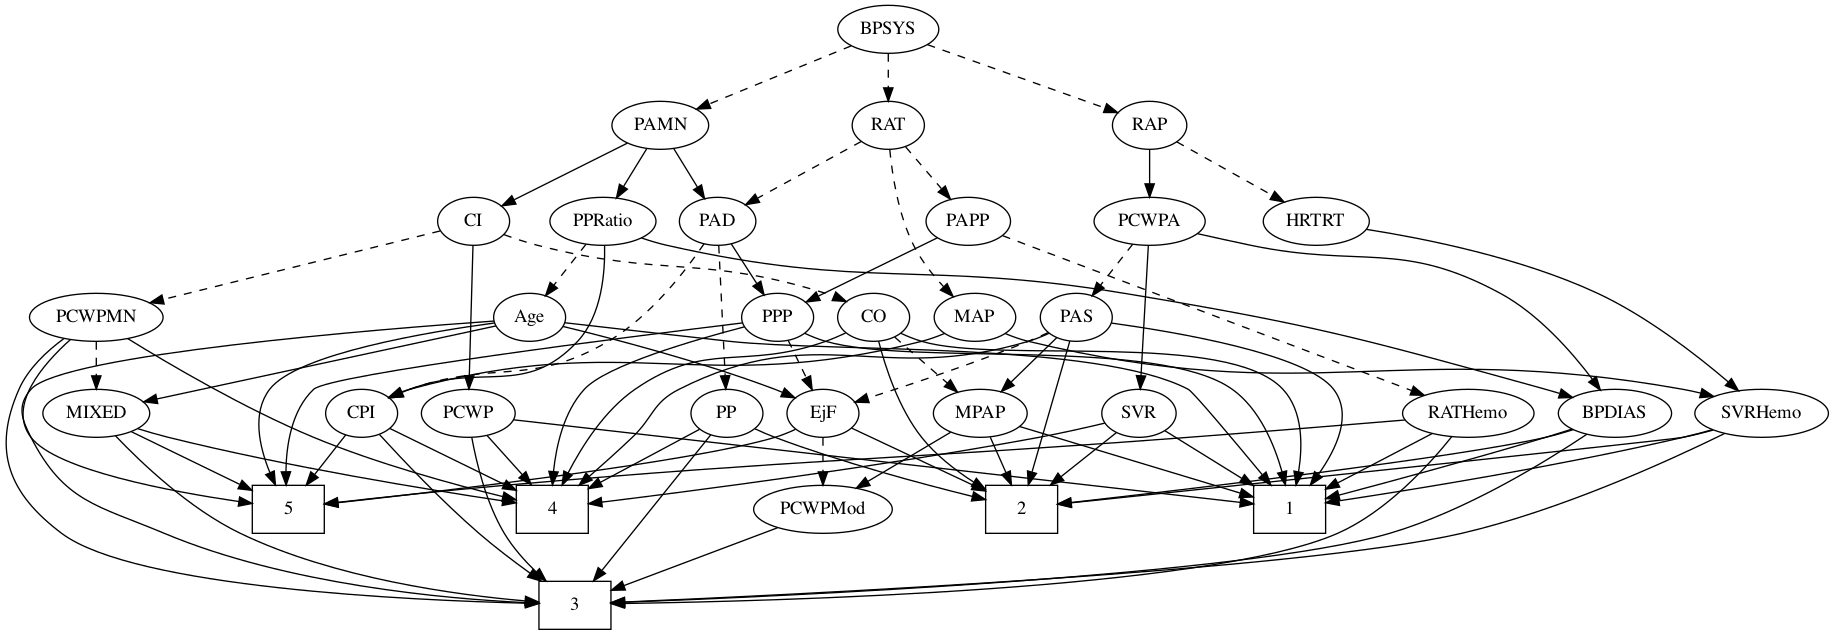 BPSYS
PAMN
RAT
RAP
CI
PPRatio
PAD
PAPP
PCWPA
HRTRT
PCWPMN
Age
PPP
CO
MAP
PAS
MIXED
CPI
PCWP
PP
EjF
MPAP
SVR
RATHemo
BPDIAS
SVRHemo
5
4
PCWPMod
2
1
3